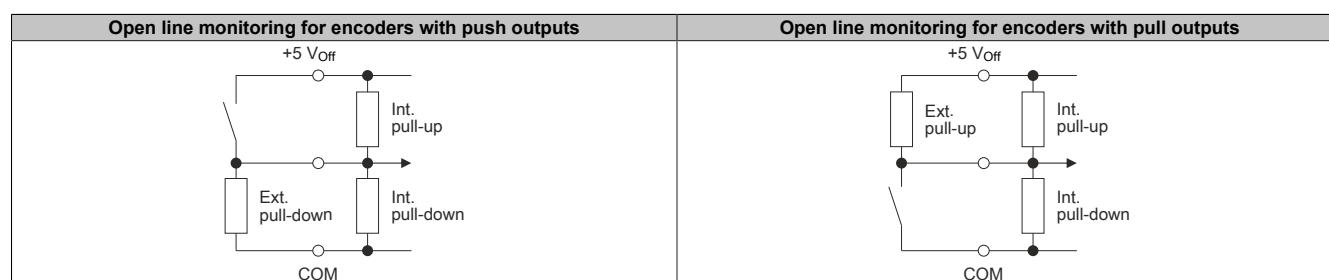 Open line monitoring for encoders with push outputs
Open line monitoring for encoders with pull outputs
+5 VOff
Int.
pull-up
Ext.
pull-down
Int.
pull-down
COM
+5 VOff
Ext.
pull-up
Int.
pull-up
Int.
pull-down
COM